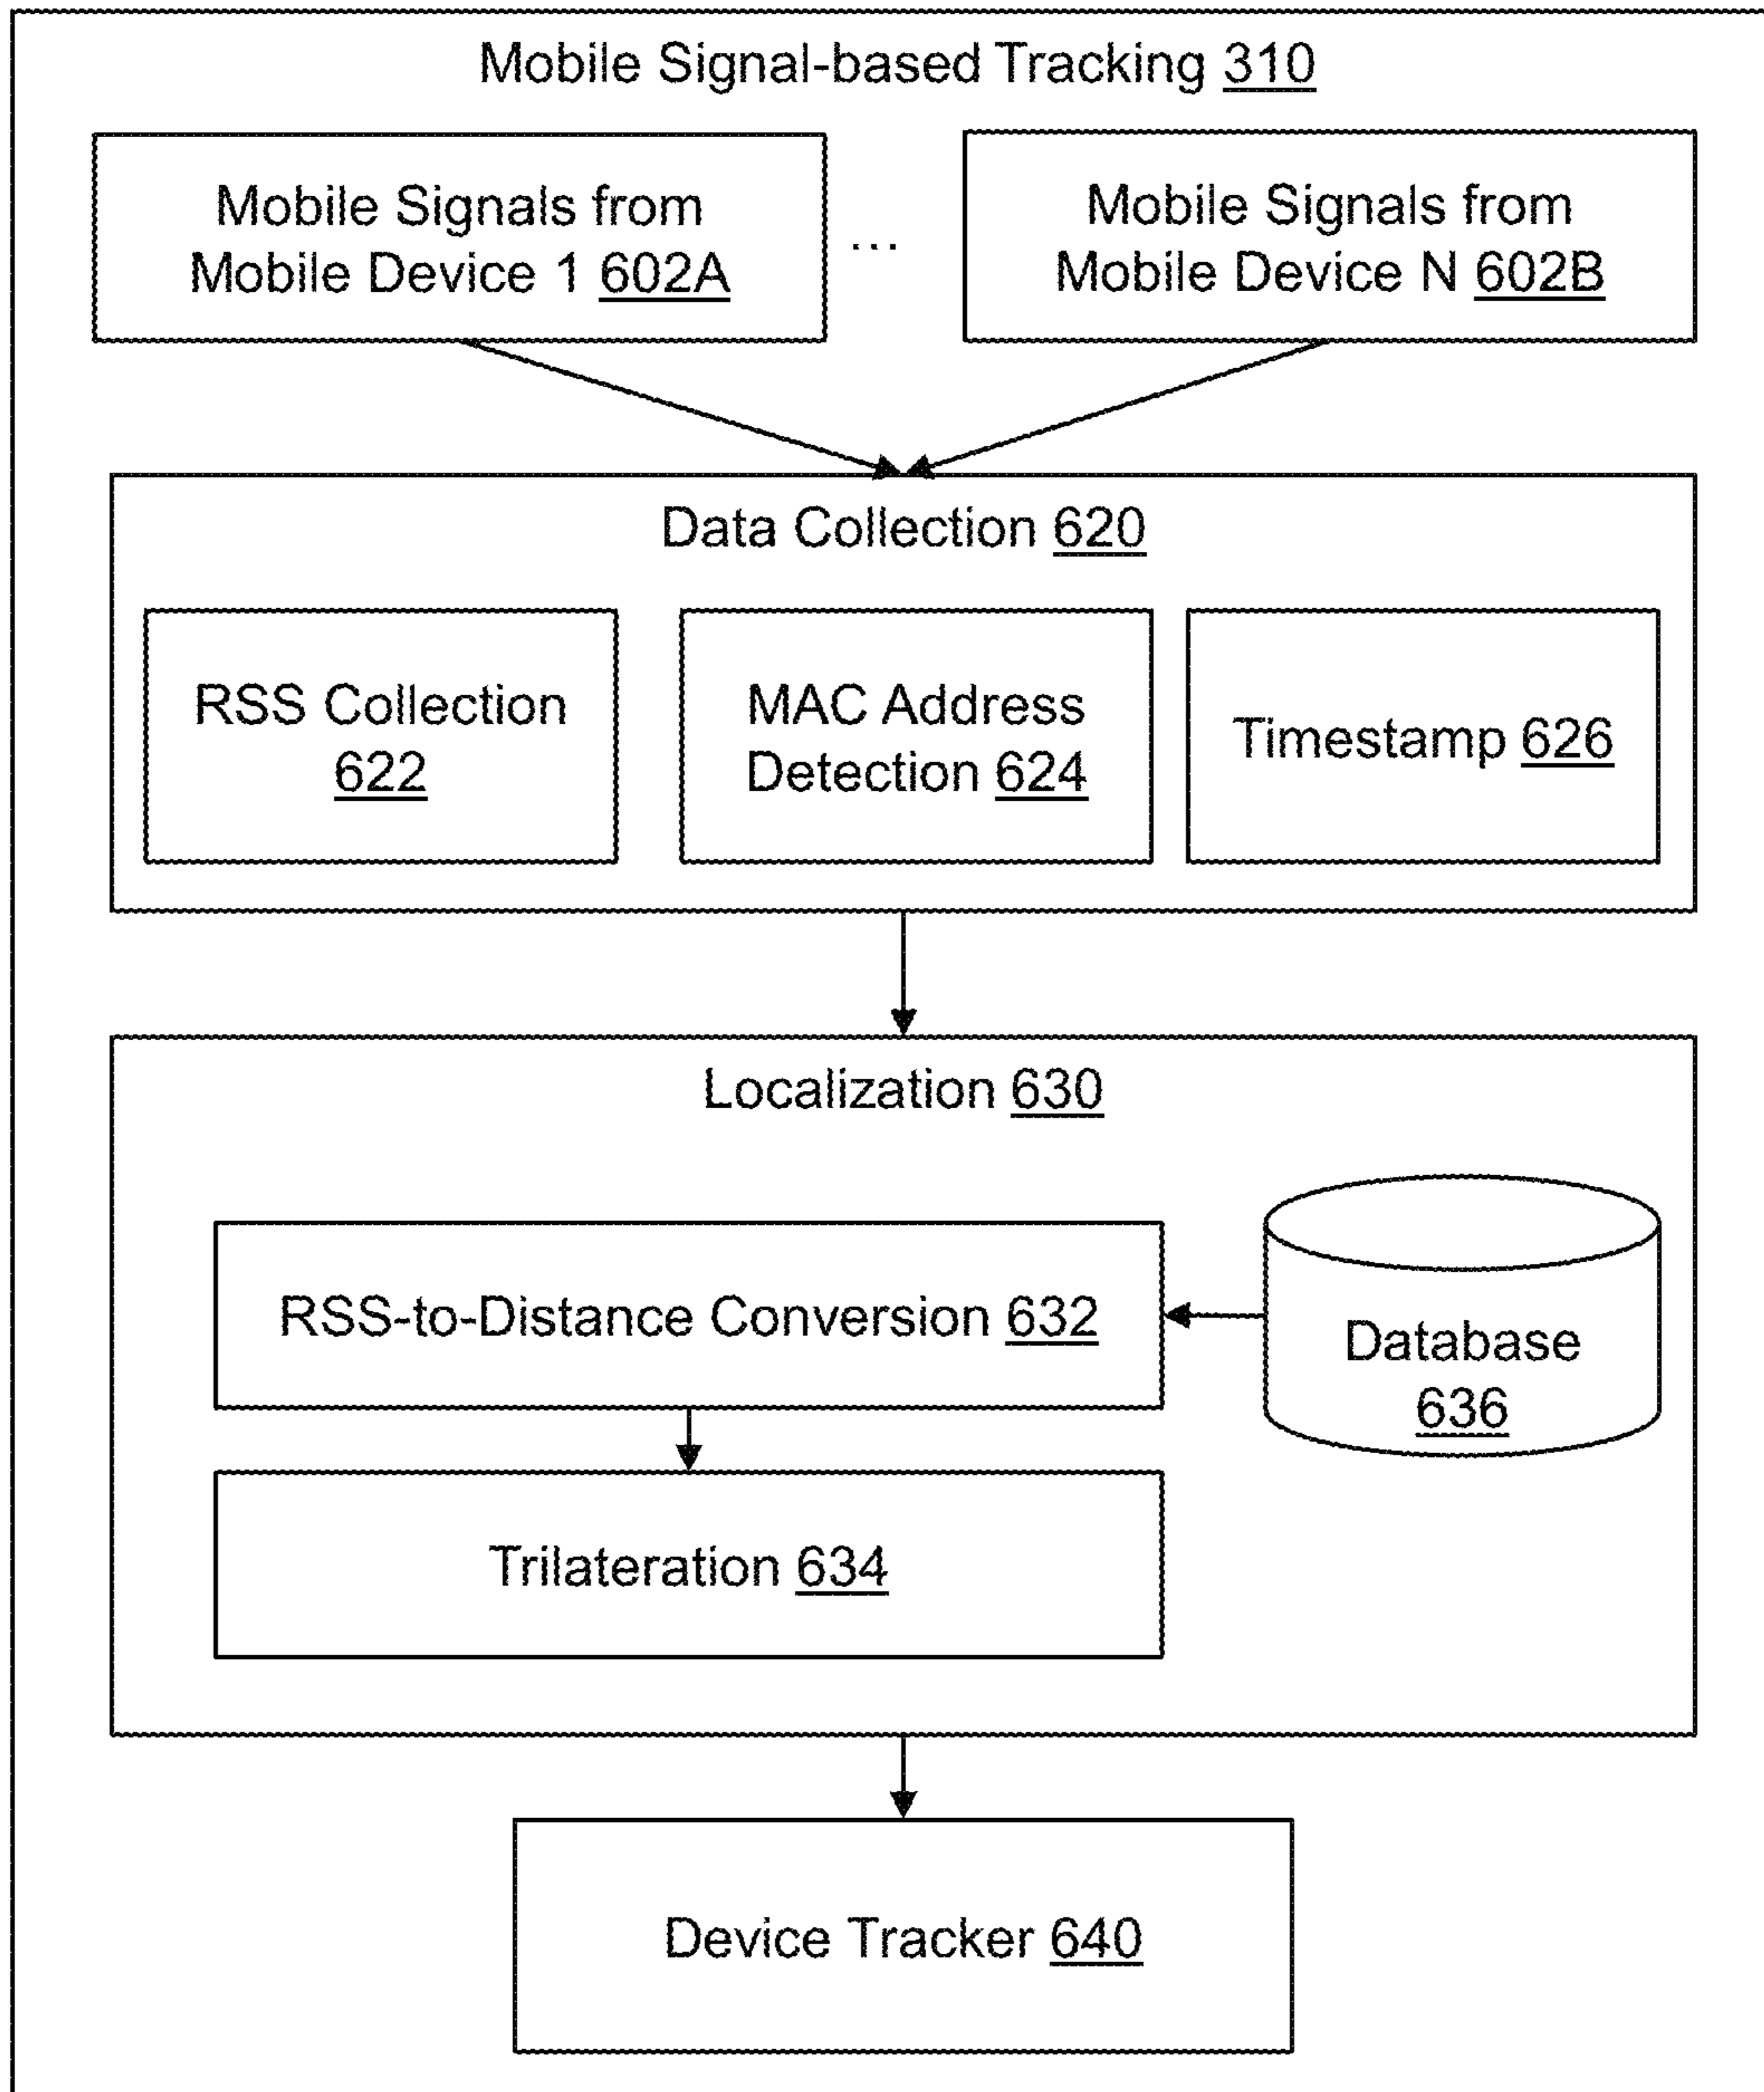 Mobile Signal-based Tracking 310
Mobile Signals from
Mobile Device 1 602A
...
Mobile Signals from
Mobile Device N 602B
Data Collection 620
RSS Collection
622
MAC Address
Detection 624
Timestamp 626
Localization 630
RSS-to-Distance Conversion 632
Database
636
Trilateration 634
Device Tracker 640